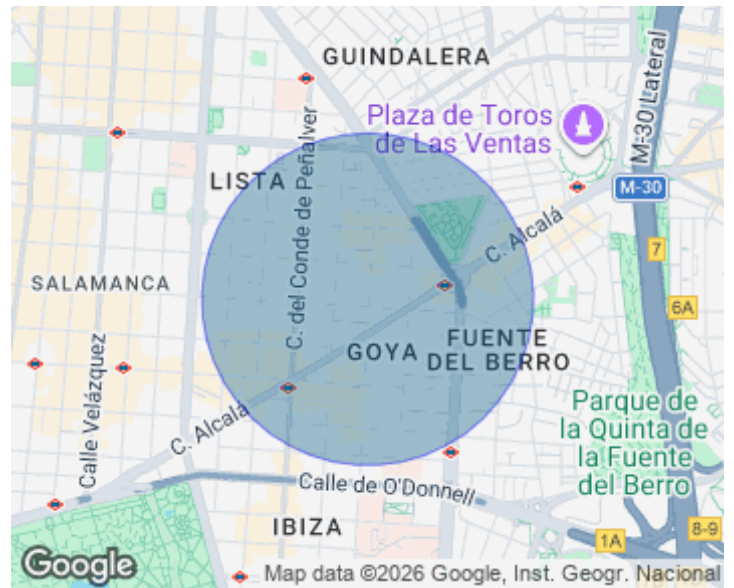 GUINDALERA
Plaza de Toros
de Las Ventas
M-30 Lateral
M-30
C. del Conde de Peñalver
LISTA
C. Alcalá
7
SALAMANCA
6A
GOYA
FUENTE
DEL BERRO
Calle Velázquez
C. Alcalá
Parque de
la Quinta de
la Fuente
del Berro
Calle de O'Donnell
IBIZA
1A
8-9
Google
Map data ©2026 Google, Inst. Geogr. Nacional